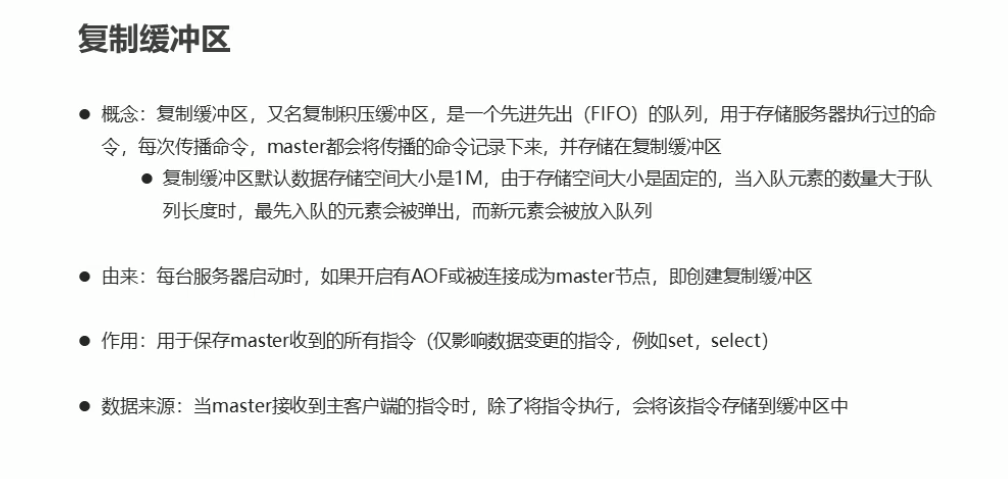 复制缓冲区
● 概念：复制缓冲区，又名复制积压缓冲区，是一个先进先出（FIFO）的队列，用于存储服务器执行过的命
令，每次传播命令，master都会将传播的命令记录下来，并存储在复制缓冲区
● 复制缓冲区默认数据存储空间大小是1M，由于存储空间大小是固定的，当入队元素的数量大于队
列长度时，最先入队的元素会被弹出，而新元素会被放入队列
● 由来：每台服务器启动时，如果开启有AOF或被连接成为master节点，即创建复制缓冲区
● 作用：用于保存master收到的所有指令（仅影响数据变更的指令，例如set，select）
● 数据来源：当master接收到主客户端的指令时，除了将指令执行，会将该指令存储到缓冲区中